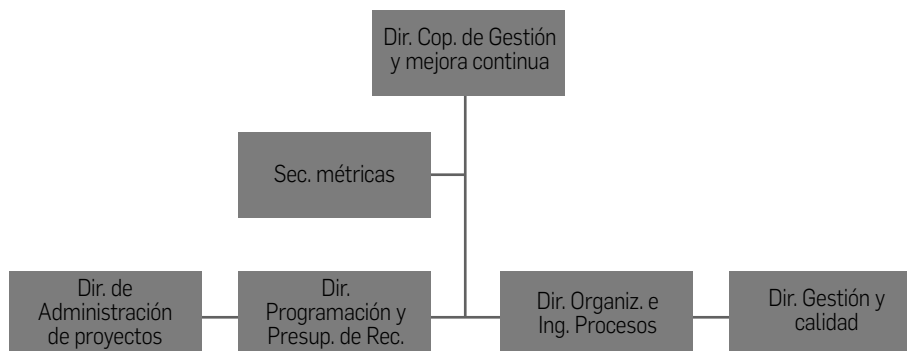 Dir. Cop. de Gestión
y mejora continua
Sec. métricas
Dir. de
Administración
de proyectos
Dir.
Programación y
Presup. de Rec.
Dir. Organiz. e
Ing. Procesos
Dir. Gestión y
calidad